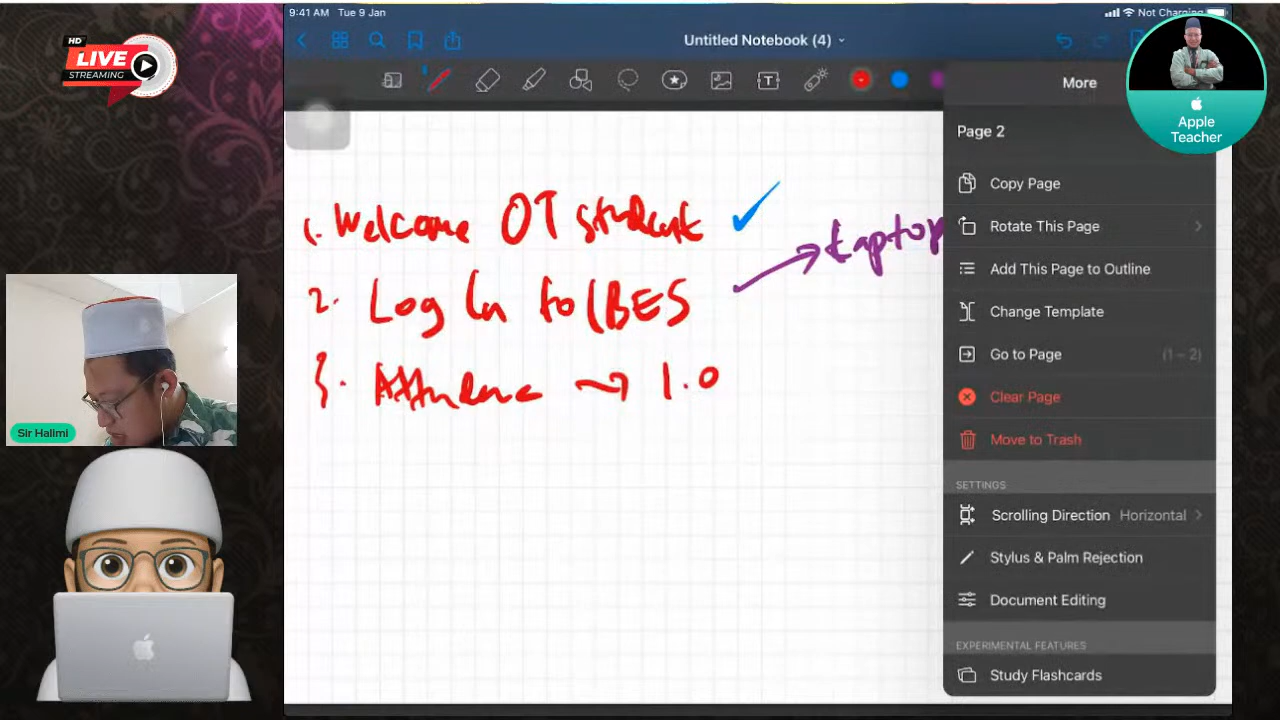 9:41 AM Tue 9 Jan
Not Charging
HD
LIVE
STREAMING
Untitled Notebook (4)
More
Apple
Teacher
Page 2
Copy Page
Rotate This Page
Add This Page to Outline
Change Template
Go to Page (1 – 2)
Clear Page
Move to Trash
SETTINGS
Scrolling Direction Horizontal
Stylus & Palm Rejection
Document Editing
EXPERIMENTAL FEATURES
Study Flashcards
1. Welcome OT student
Laptop
2. Log In to IBES
3. → 1.0
Sir Halimi